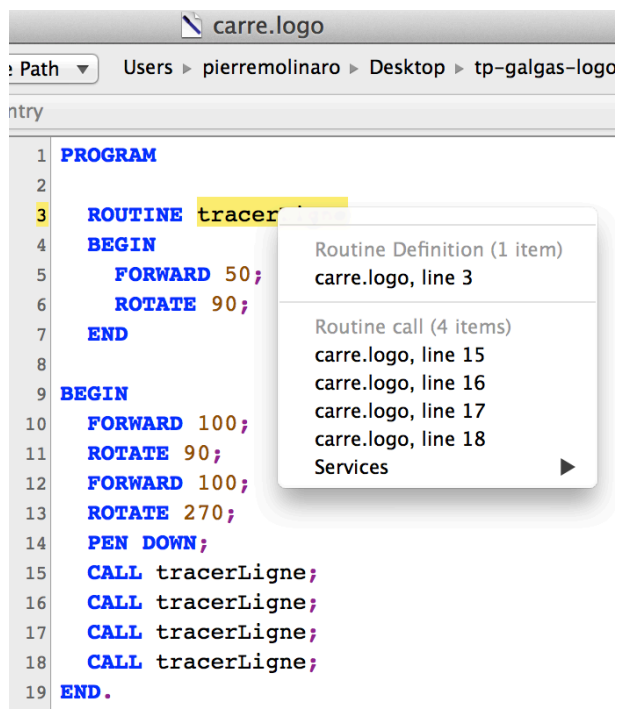 carre.logo
e Path Users pierremolinaro Desktop tp-galgas-logo
ntry
1 PROGRAM
2
3 ROUTINE tracerLigne
4 BEGIN
5 FORWARD 50;
6 ROTATE 90;
7 END
8
9 BEGIN
10 FORWARD 100;
11 ROTATE 90;
12 FORWARD 100;
13 ROTATE 270;
14 PEN DOWN;
15 CALL tracerLigne;
16 CALL tracerLigne;
17 CALL tracerLigne;
18 CALL tracerLigne;
19 END.
Routine Definition (1 item)
carre.logo, line 3
Routine call (4 items)
carre.logo, line 15
carre.logo, line 16
carre.logo, line 17
carre.logo, line 18
Services